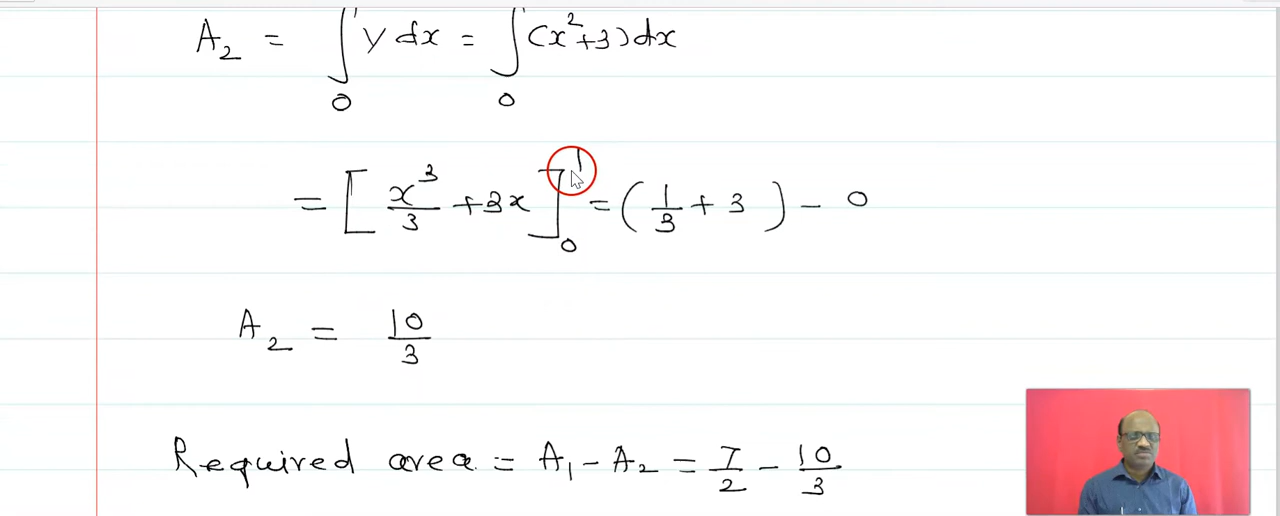 A₂ = ∫₀¹ y dx = ∫₀¹ (x²+3) dx
= [x³/3 + 3x]₀¹ = (1/3 + 3) - 0
A₂ = 10/3
Required area = A₁ - A₂ = 7/2 - 10/3